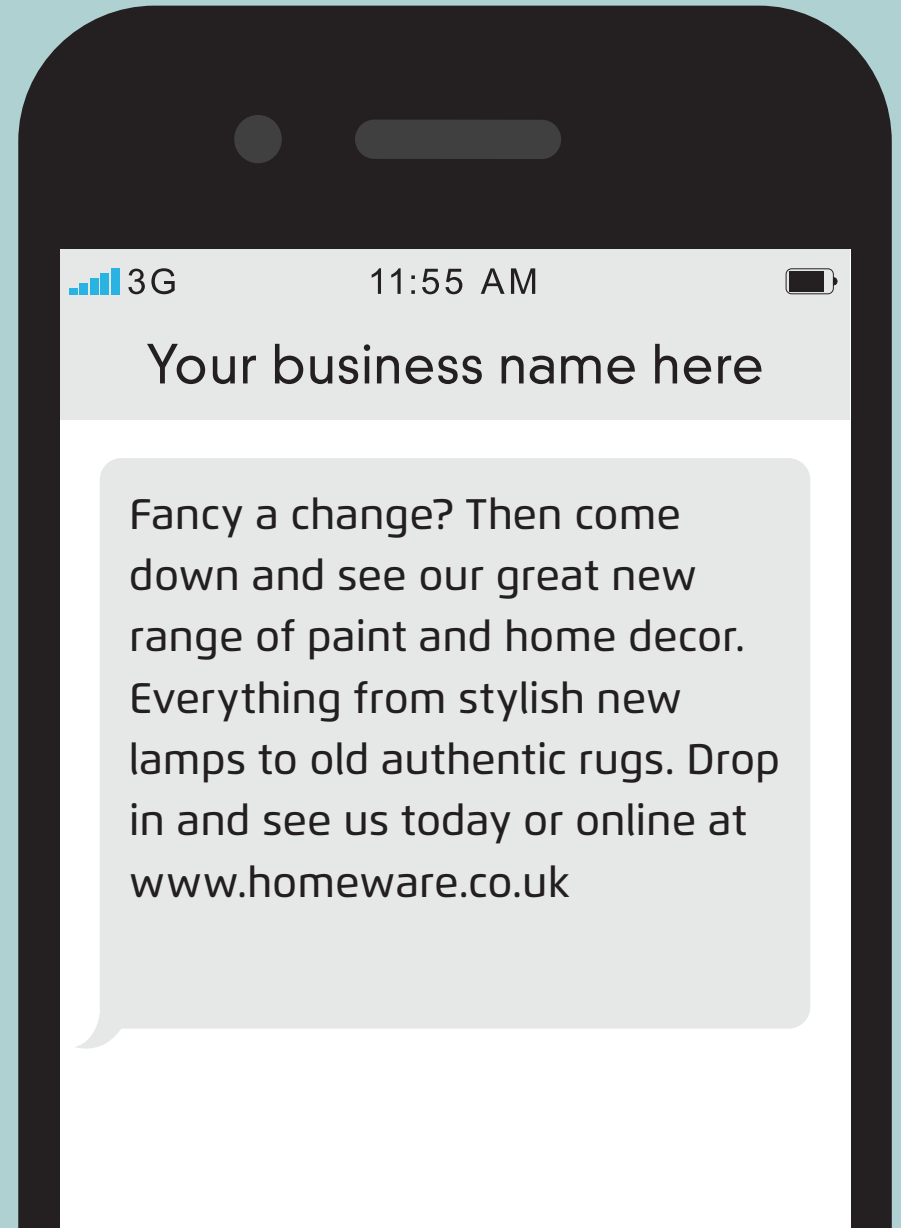 3G 11:55 AM
Your business name here
Fancy a change? Then come
down and see our great new
range of paint and home decor.
Everything from stylish new
lamps to old authentic rugs. Drop
in and see us today or online at
www.homeware.co.uk